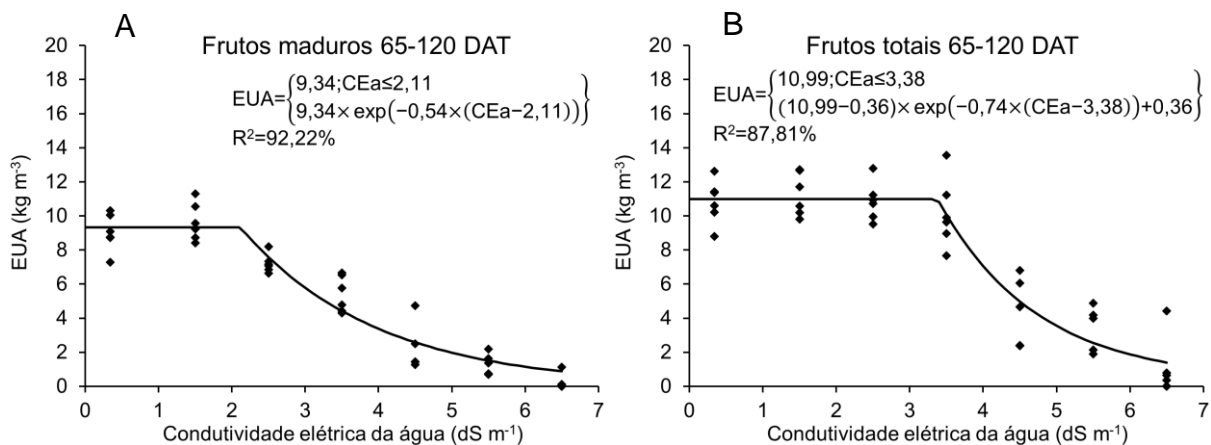 A
Frutos maduros 65-120 DAT
EUA={9,34;CEa≤2,11
9,34×exp(−0,54×(CEa−2,11))}
R²=92,22%
EUA (kg m⁻³)
20
18
16
14
12
10
8
6
4
2
0
0 1 2 3 4 5 6 7
Condutividade elétrica da água (dS m⁻¹)
B
Frutos totais 65-120 DAT
EUA={10,99;CEa≤3,38
(10,99−0,36)×exp(−0,74×(CEa−3,38))+0,36}
R²=87,81%
EUA (kg m⁻³)
20
18
16
14
12
10
8
6
4
2
0
0 1 2 3 4 5 6 7
Condutividade elétrica da água (dS m⁻¹)